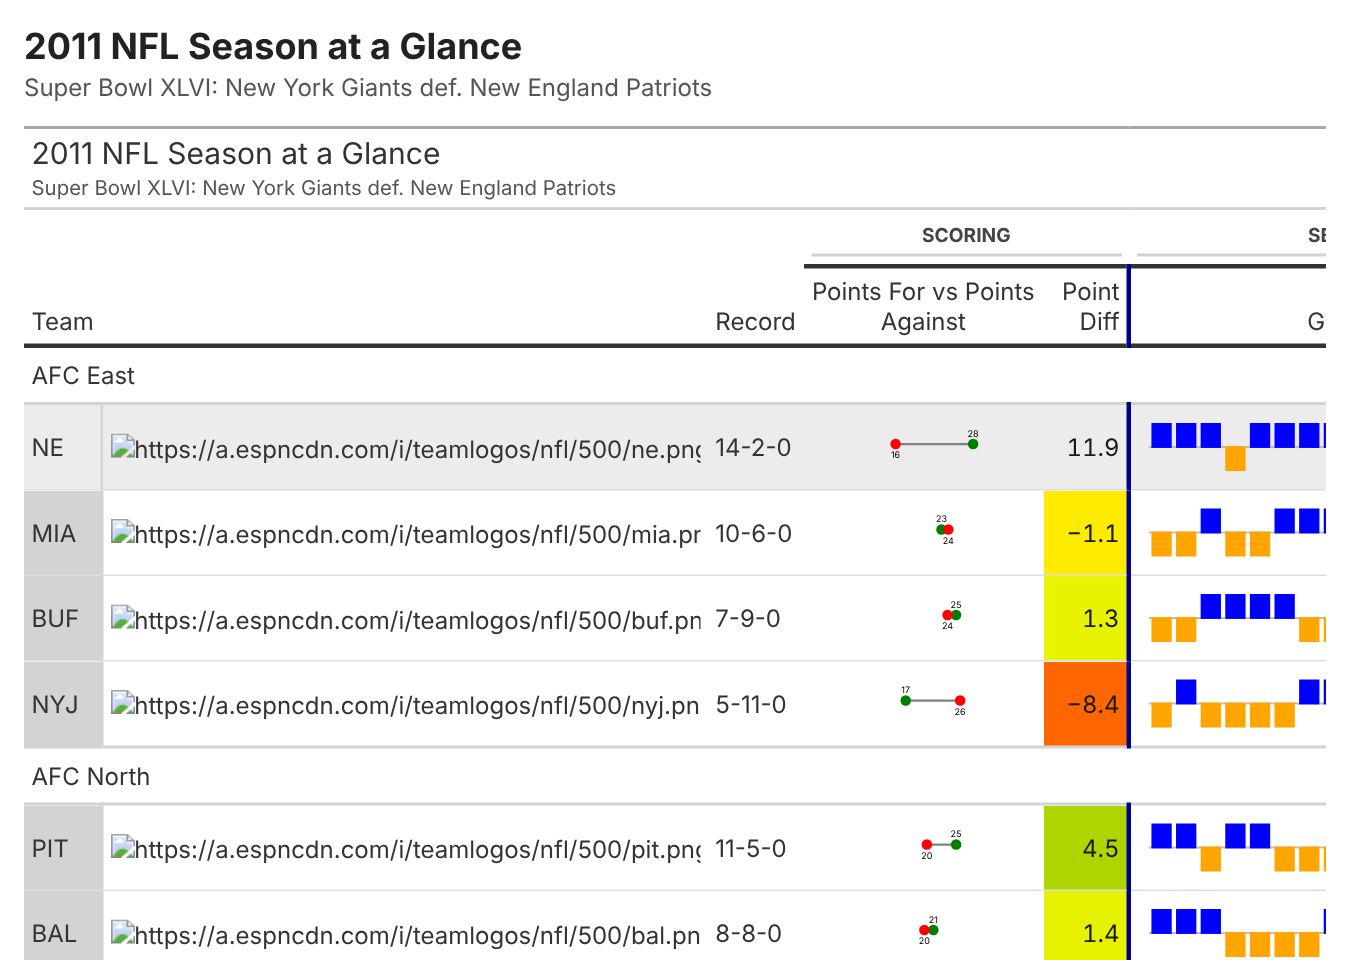 2011 NFL Season at a Glance
Super Bowl XLVI: New York Giants def. New England Patriots
2011 NFL Season at a Glance
Super Bowl XLVI: New York Giants def. New England Patriots
SCORING SE
Points For vs Points Point
Team Record Against Diff G
AFC East
NE https://a.espncdn.com/i/teamlogos/nfl/500/ne.png 14-2-0 16 28 11.9
MIA https://a.espncdn.com/i/teamlogos/nfl/500/mia.pr 10-6-0 23 24 −1.1
BUF https://a.espncdn.com/i/teamlogos/nfl/500/buf.pn 7-9-0 25 24 1.3
NYJ https://a.espncdn.com/i/teamlogos/nfl/500/nyj.pn 5-11-0 17 26 −8.4
AFC North
PIT https://a.espncdn.com/i/teamlogos/nfl/500/pit.png 11-5-0 20 25 4.5
BAL https://a.espncdn.com/i/teamlogos/nfl/500/bal.pn 8-8-0 21 20 1.4